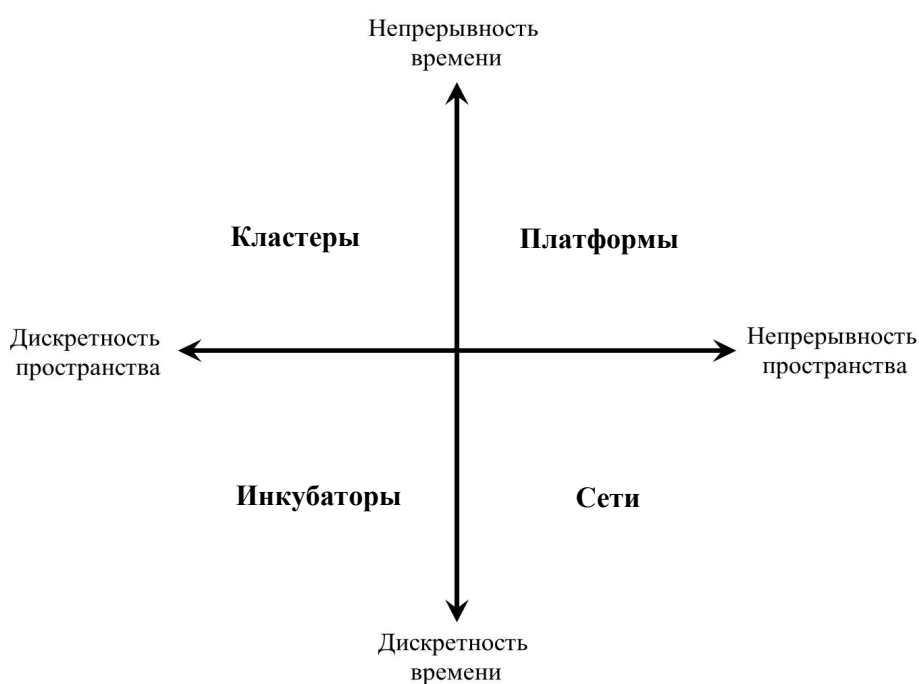 Непрерывность
времени
Кластеры
Платформы
Дискретность
пространства
Непрерывность
пространства
Инкубаторы
Сети
Дискретность
времени